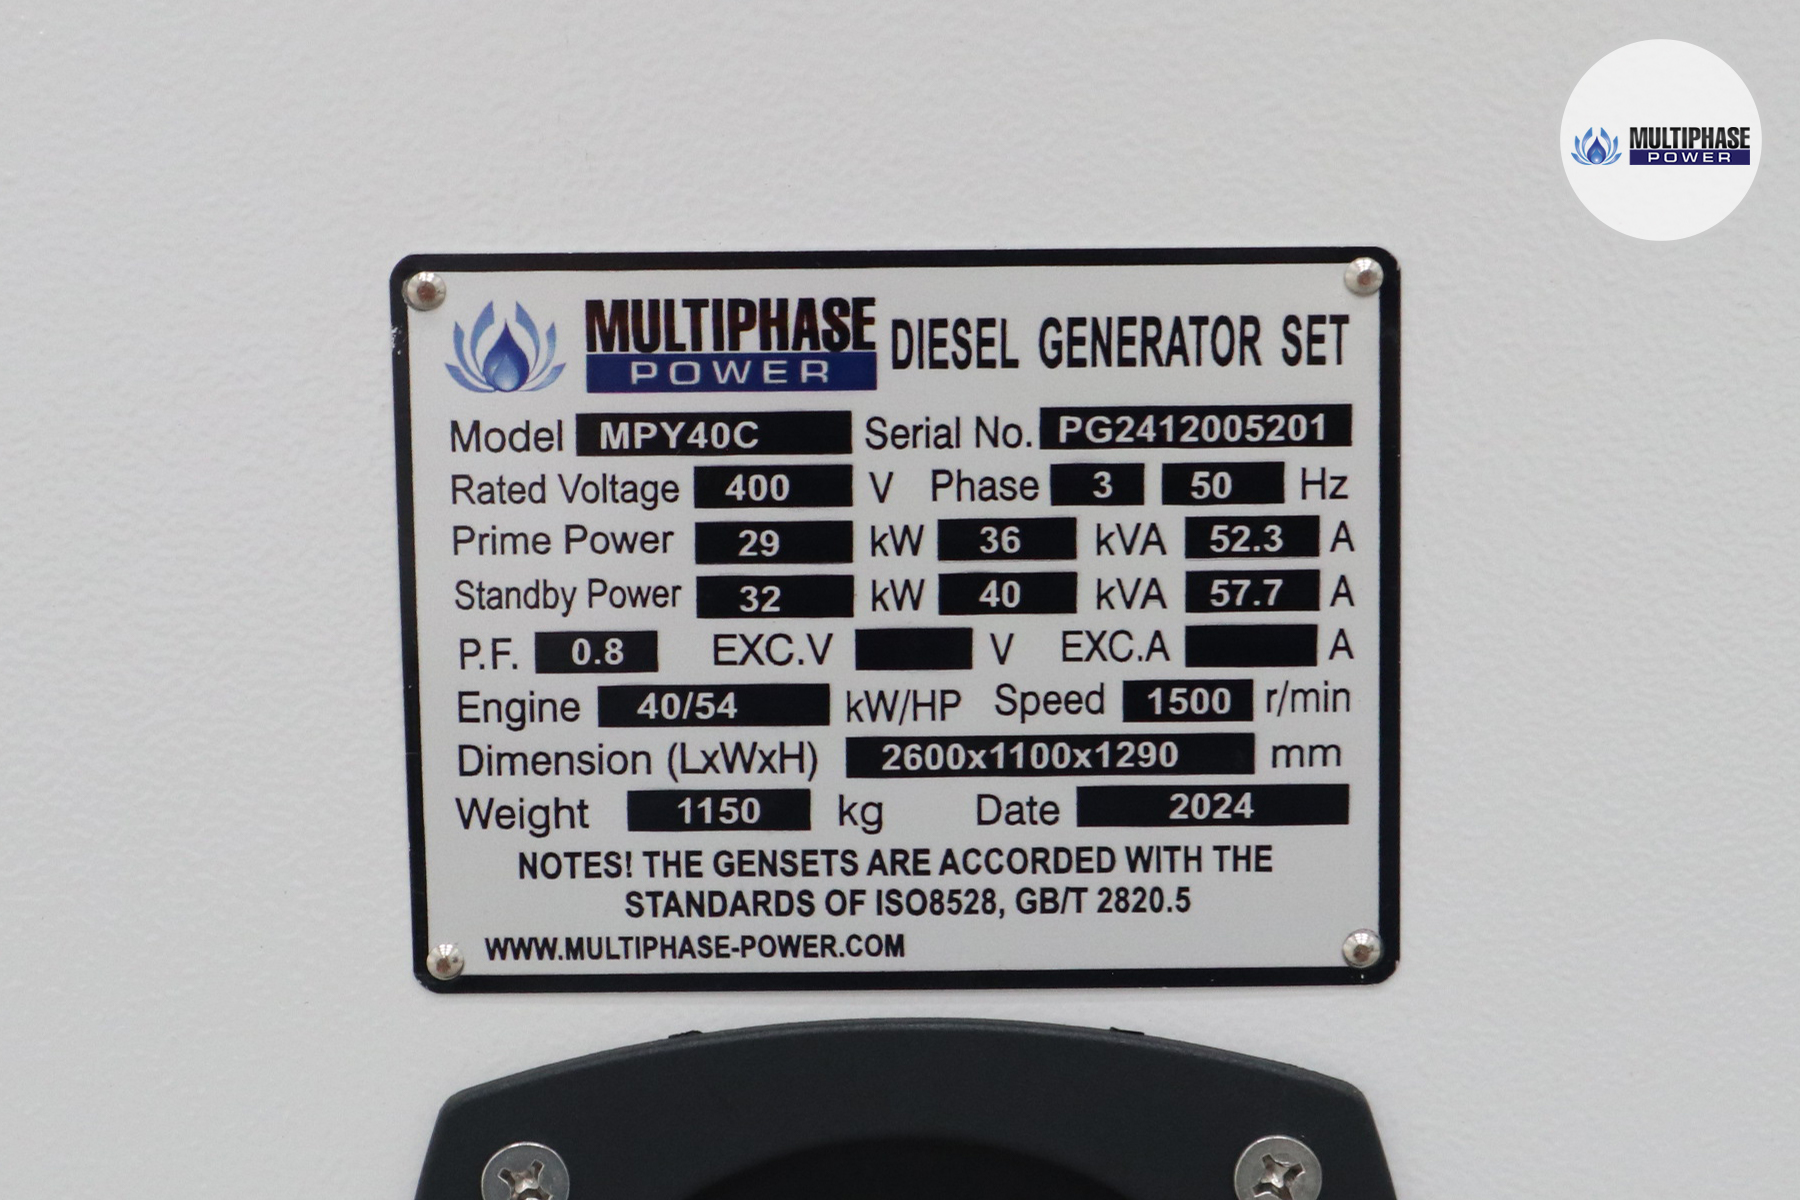 MULTIPHASE
POWER
MULTIPHASE
POWER
DIESEL GENERATOR SET
Model MPY40C Serial No. PG2412005201
Rated Voltage 400 V Phase 3 50 Hz
Prime Power 29 kW 36 kVA 52.3 A
Standby Power 32 kW 40 kVA 57.7 A
P.F. 0.8 EXC.V V EXC.A A
Engine 40/54 kW/HP Speed 1500 r/min
Dimension (LxWxH) 2600x1100x1290 mm
Weight 1150 kg Date 2024
NOTES! THE GENSETS ARE ACCORDED WITH THE
STANDARDS OF ISO8528, GB/T 2820.5
WWW.MULTIPHASE-POWER.COM